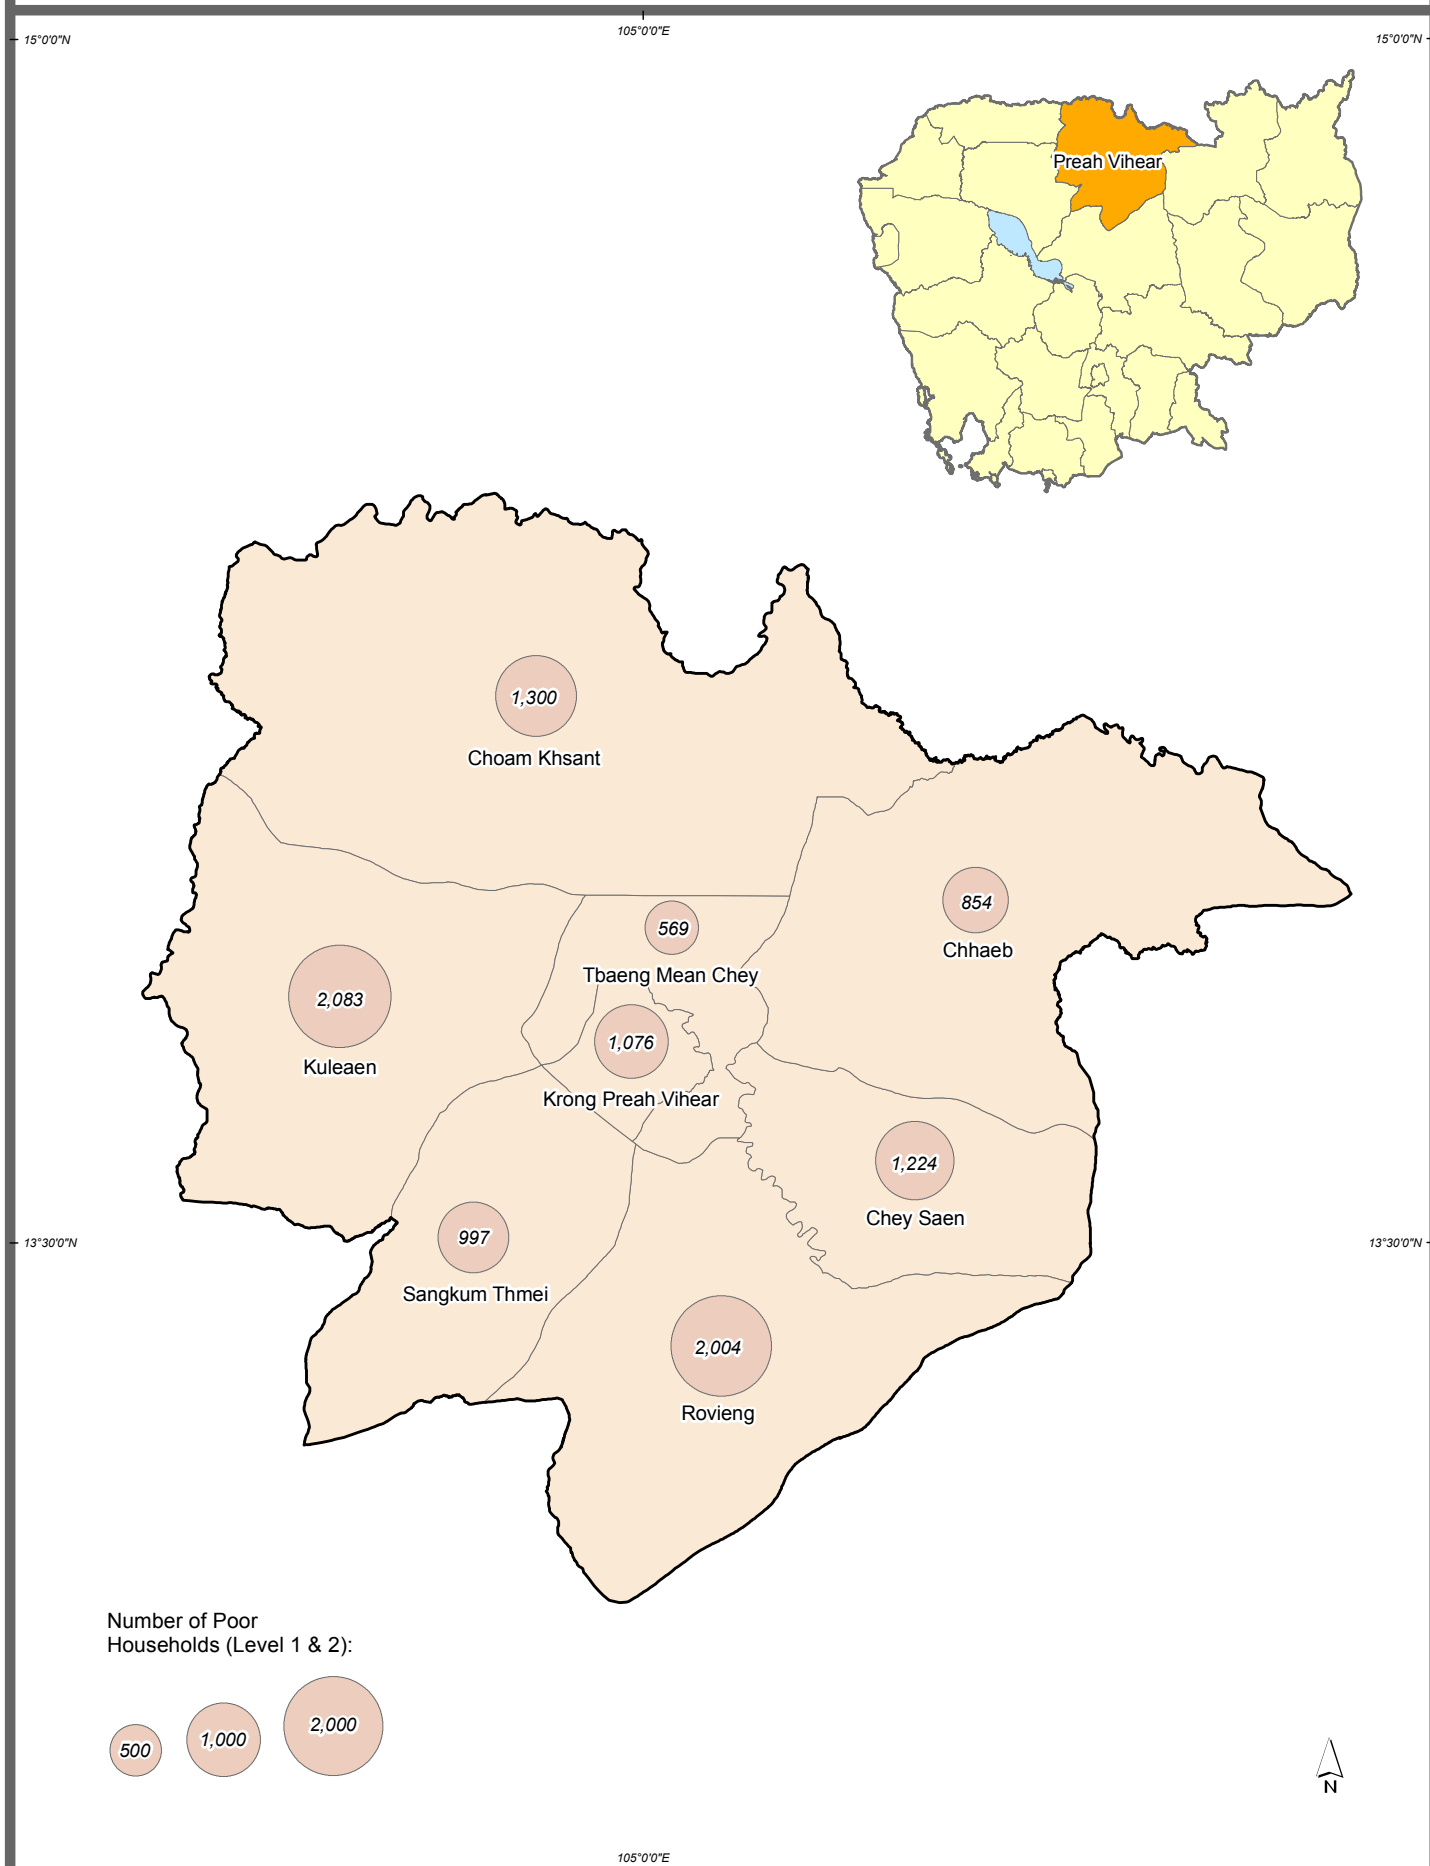 105°0'0"E
15°0'0"N
15°0'0"N
Preah Vihear
1,300
Choam Khsant
854
Chhaeb
569
Tbaeng Mean Chey
2,083
Kuleaen
1,076
Krong Preah Vihear
1,224
Chey Saen
997
Sangkum Thmei
13°30'0"N
13°30'0"N
2,004
Rovieng
Number of Poor
Households (Level 1 & 2):
500
1,000
2,000
N
105°0'0"E